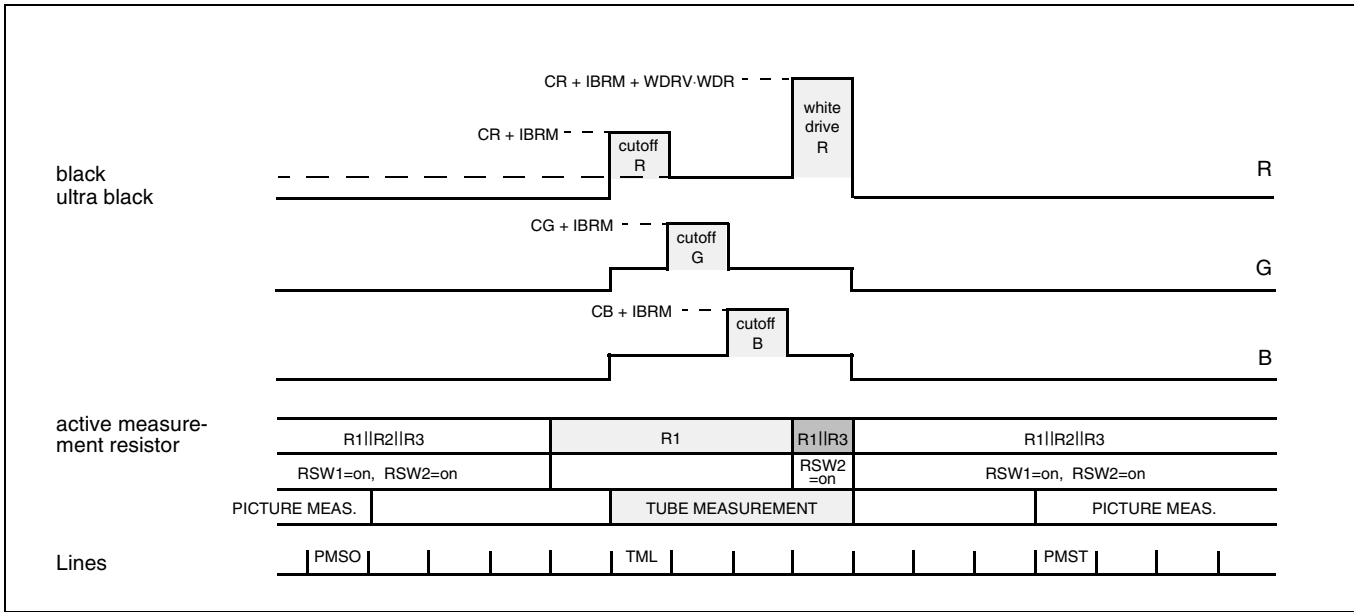 CR + IBRM + WDRV·WDR
white
drive
R
CR + IBRM
cutoff
R
black
ultra black
R
CG + IBRM
cutoff
G
G
CB + IBRM
cutoff
B
B
active measure-
ment resistor
R1||R2||R3
R1
R1||R3
R1||R2||R3
RSW1=on, RSW2=on
RSW2
=on
RSW1=on, RSW2=on
PICTURE MEAS.
TUBE MEASUREMENT
PICTURE MEAS.
Lines
PMSO
TML
PMST